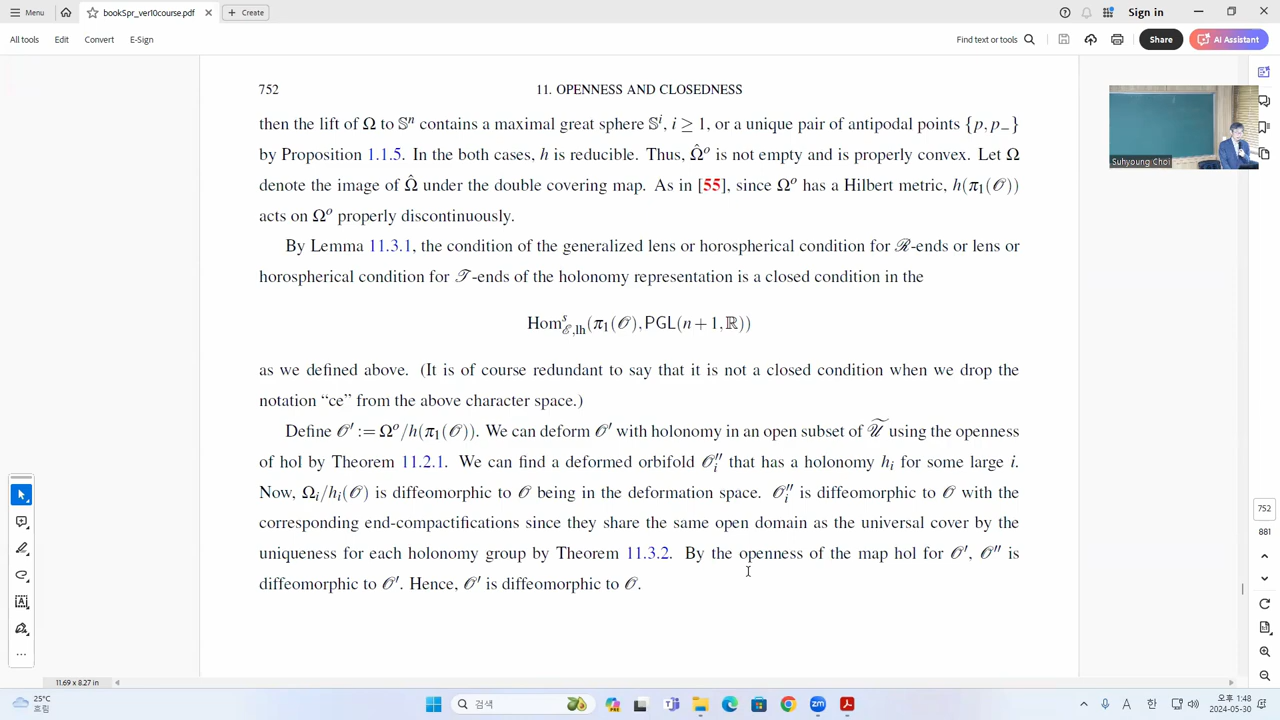 Menu
bookSpr_ver10course.pdf
Create
Sign in
All tools
Edit
Convert
E-Sign
Find text or tools
Share
AI Assistant
752
11. OPENNESS AND CLOSEDNESS
then the lift of Ω to 𝕊ⁿ contains a maximal great sphere 𝕊ⁱ, i ≥ 1, or a unique pair of antipodal points {p, p₋}
by Proposition 1.1.5. In the both cases, h is reducible. Thus, Ω̂ᵒ is not empty and is properly convex. Let Ω
denote the image of Ω̂ under the double covering map. As in [55], since Ωᵒ has a Hilbert metric, h(π₁(𝒪))
acts on Ωᵒ properly discontinuously.
By Lemma 11.3.1, the condition of the generalized lens or horospherical condition for ℛ-ends or lens or
horospherical condition for 𝒯-ends of the holonomy representation is a closed condition in the
Homˢ_{ℰ,lh}(π₁(𝒪), PGL(n+1,ℝ))
as we defined above. (It is of course redundant to say that it is not a closed condition when we drop the
notation “ce” from the above character space.)
Define 𝒪′ := Ωᵒ/h(π₁(𝒪)). We can deform 𝒪′ with holonomy in an open subset of 𝒰̃ using the openness
of hol by Theorem 11.2.1. We can find a deformed orbifold 𝒪ᵢ″ that has a holonomy hᵢ for some large i.
Now, Ωᵢ/hᵢ(𝒪) is diffeomorphic to 𝒪 being in the deformation space. 𝒪ᵢ″ is diffeomorphic to 𝒪 with the
corresponding end-compactifications since they share the same open domain as the universal cover by the
uniqueness for each holonomy group by Theorem 11.3.2. By the openness of the map hol for 𝒪′, 𝒪″ is
diffeomorphic to 𝒪′. Hence, 𝒪′ is diffeomorphic to 𝒪.
Suhyoung Choi
752
881
11.69 x 8.27 in
25°C
흐림
검색
A
한
오후 1:48
2024-05-30